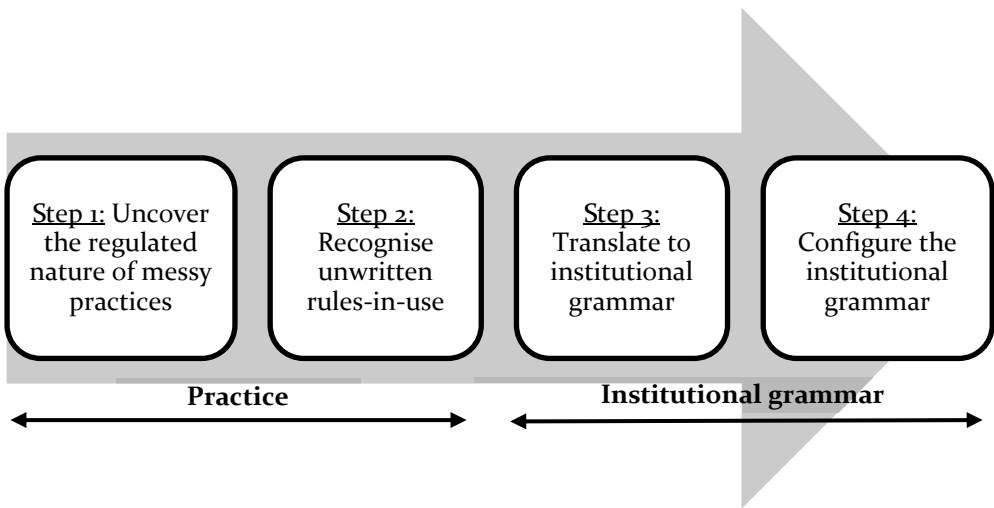 Step 1: Uncover
the regulated
nature of messy
practices
Step 2:
Recognise
unwritten
rules-in-use
Step 3:
Translate to
institutional
grammar
Step 4:
Configure the
institutional
grammar
Practice
Institutional grammar